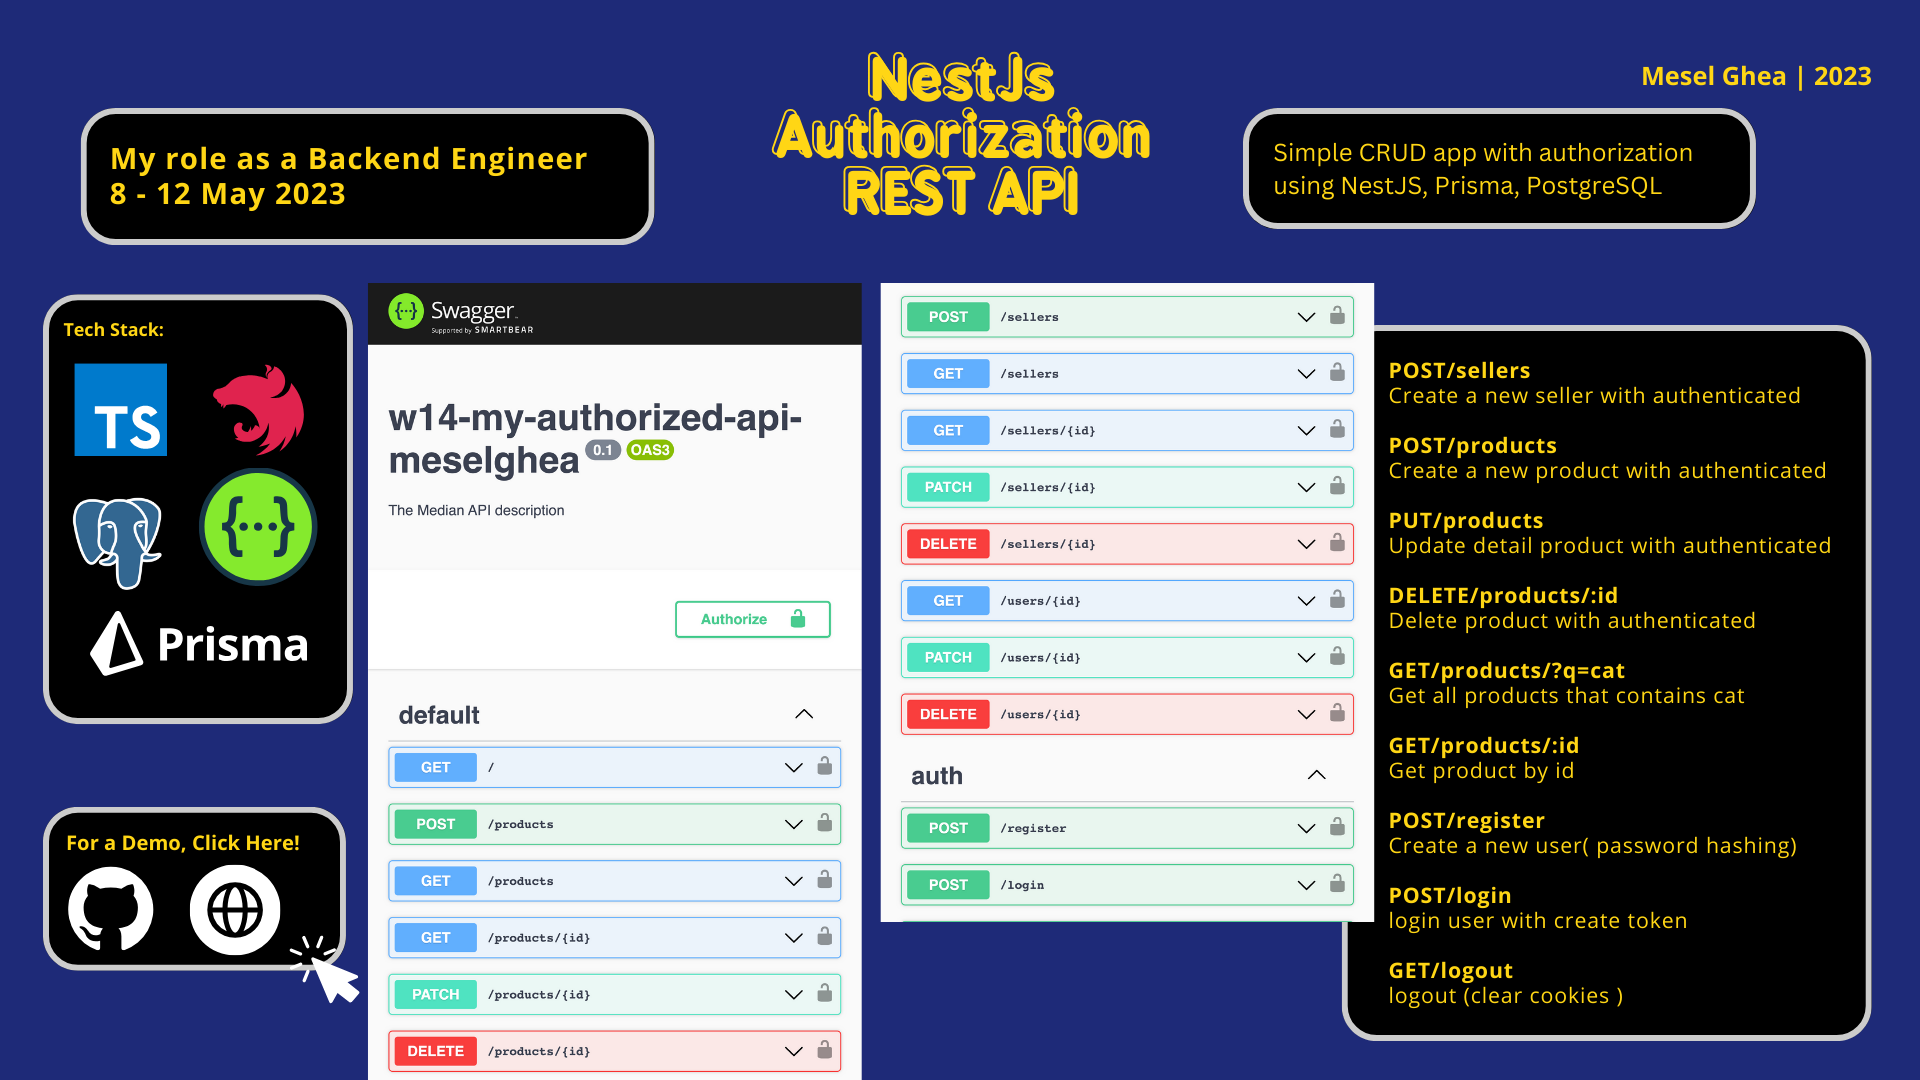 NestJs
Authorization
REST API
Mesel Ghea | 2023
My role as a Backend Engineer
8 - 12 May 2023
Simple CRUD app with authorization
using NestJS, Prisma, PostgreSQL
Tech Stack:
TS
{···}
Prisma
For a Demo, Click Here!
{···} Swagger
Supported by SMARTBEAR
w14-my-authorized-api-
meselghea 0.1 OAS3
The Median API description
Authorize
default
GET /
POST /products
GET /products
GET /products/{id}
PATCH /products/{id}
DELETE /products/{id}
POST /sellers
GET /sellers
GET /sellers/{id}
PATCH /sellers/{id}
DELETE /sellers/{id}
GET /users/{id}
PATCH /users/{id}
DELETE /users/{id}
auth
POST /register
POST /login
POST/sellers
Create a new seller with authenticated
POST/products
Create a new product with authenticated
PUT/products
Update detail product with authenticated
DELETE/products/:id
Delete product with authenticated
GET/products/?q=cat
Get all products that contains cat
GET/products/:id
Get product by id
POST/register
Create a new user( password hashing)
POST/login
login user with create token
GET/logout
logout (clear cookies )